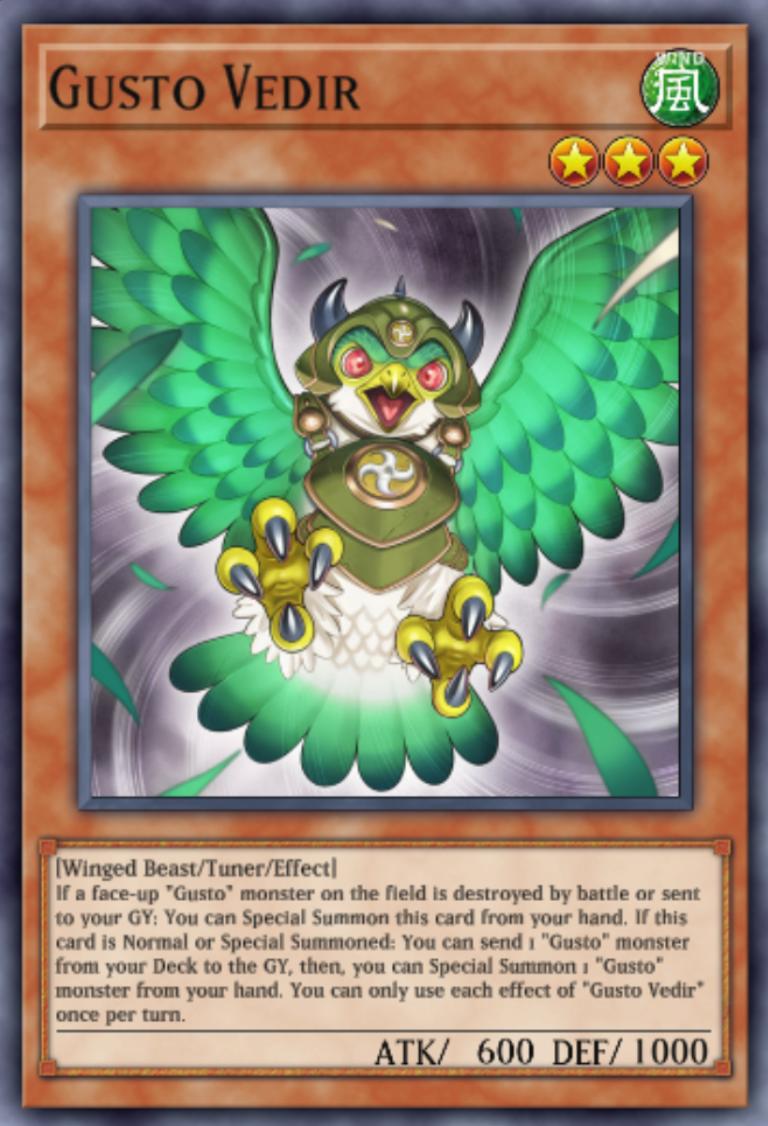 Gusto Vedir
WIND
風
[Winged Beast/Tuner/Effect]
If a face-up "Gusto" monster on the field is destroyed by battle or sent
to your GY: You can Special Summon this card from your hand. If this
card is Normal or Special Summoned: You can send 1 "Gusto" monster
from your Deck to the GY, then, you can Special Summon 1 "Gusto"
monster from your hand. You can only use each effect of "Gusto Vedir"
once per turn.
ATK/ 600 DEF/ 1000